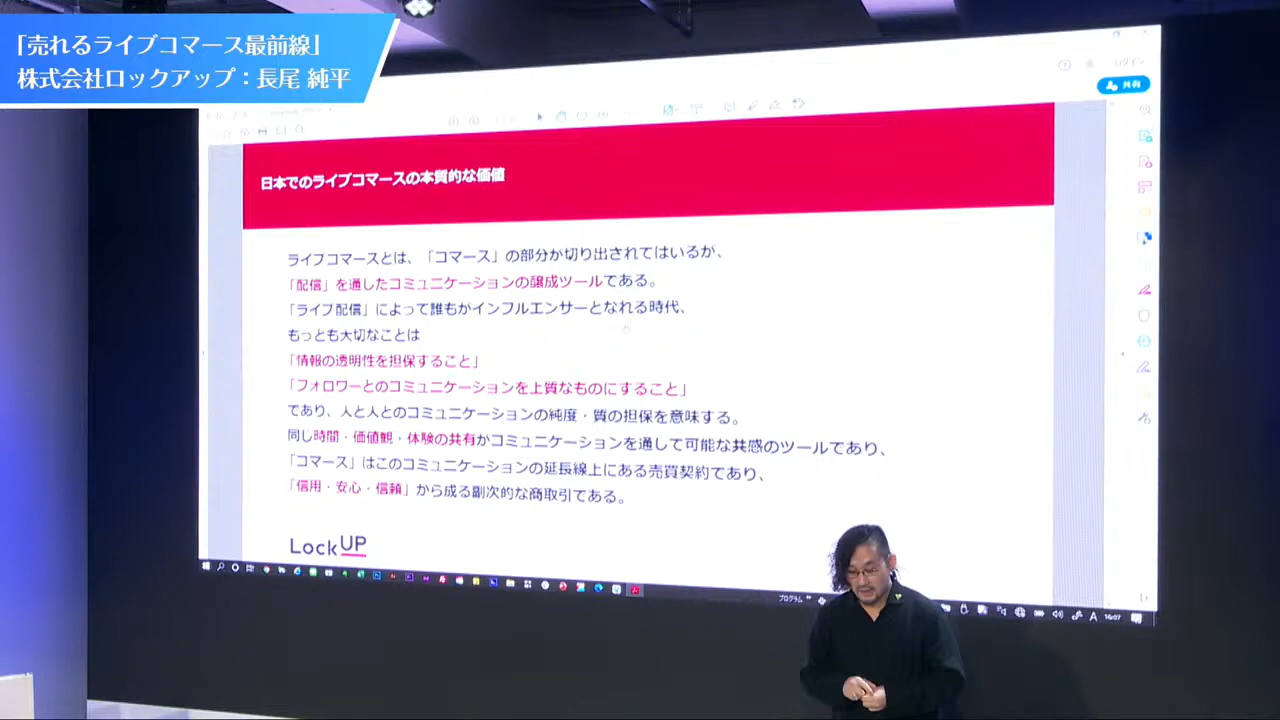 「売れるライブコマース最前線」
株式会社ロックアップ：長尾 純平
ログイン
共有
日本でのライブコマースの本質的な価値
ライブコマースとは、「コマース」の部分が切り出されてはいるが、
「配信」を通したコミュニケーションの醸成ツールである。
「ライブ配信」によって誰もがインフルエンサーとなれる時代、
もっとも大切なことは
「情報の透明性を担保すること」
「フォロワーとのコミュニケーションを上質なものにすること」
であり、人と人とのコミュニケーションの純度・質の担保を意味する。
同じ時間・価値観・体験の共有がコミュニケーションを通して可能な共感のツールであり、
「コマース」はこのコミュニケーションの延長線上にある売買契約であり、
「信用・安心・信頼」から成る副次的な商取引である。
LockUP
プログラム
A 16:07